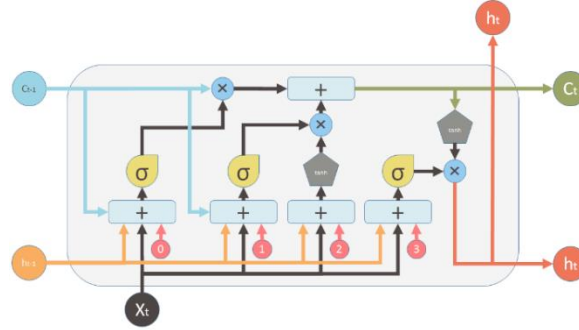 hₜ
Cₜ₋₁
×
+
Cₜ
×
tanh
σ
σ
tanh
σ
×
+
+
+
+
0
1
2
3
hₜ₋₁
hₜ
Xₜ